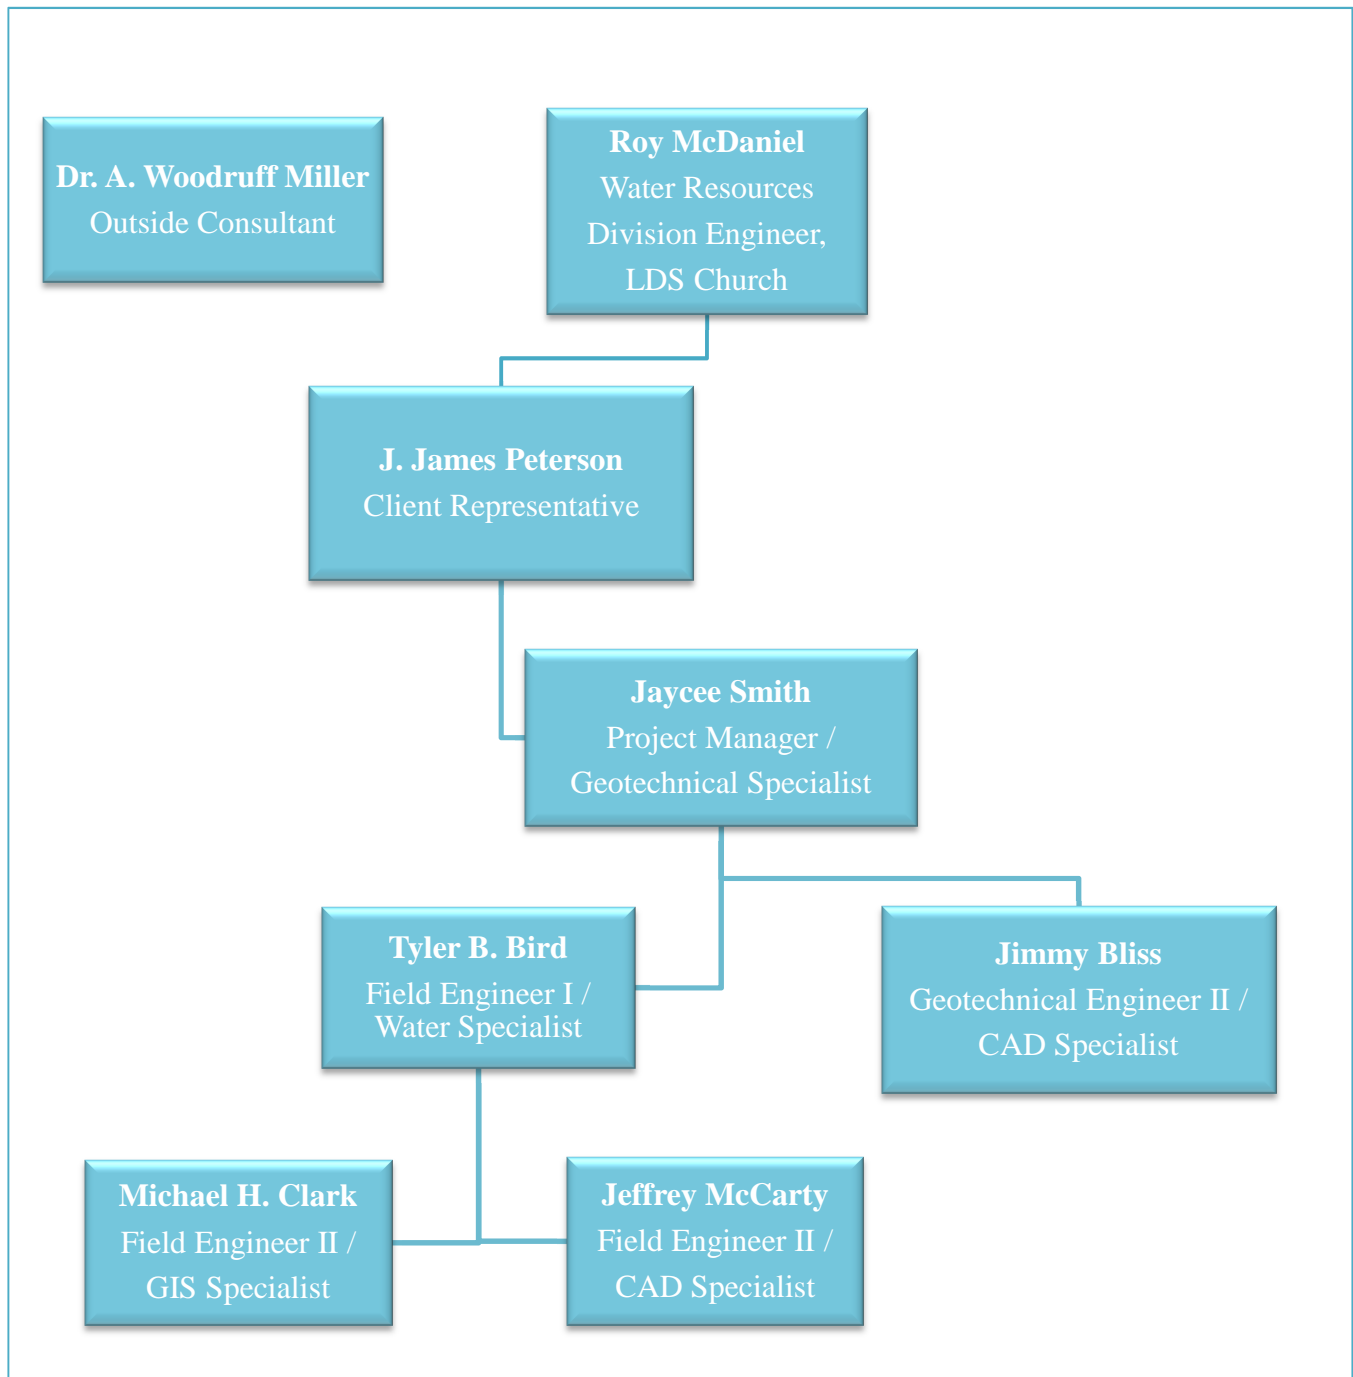 Dr. A. Woodruff Miller
Outside Consultant
Roy McDaniel
Water Resources
Division Engineer,
LDS Church
J. James Peterson
Client Representative
Jaycee Smith
Project Manager /
Geotechnical Specialist
Tyler B. Bird
Field Engineer I /
Water Specialist
Jimmy Bliss
Geotechnical Engineer II /
CAD Specialist
Michael H. Clark
Field Engineer II /
GIS Specialist
Jeffrey McCarty
Field Engineer II /
CAD Specialist